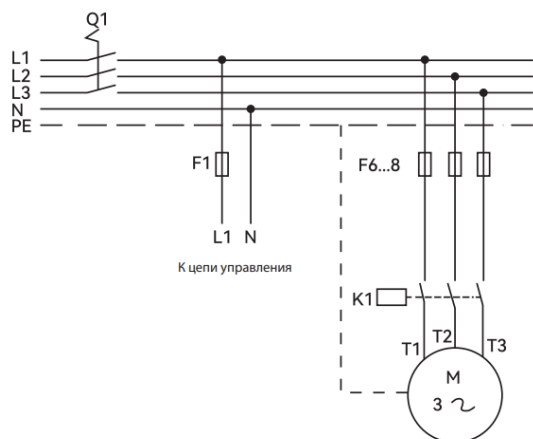 Q1
L1
L2
L3
N
PE
F1
F6...8
L1 N
К цепи управления
K1
T1 T2 T3
M
3 ~